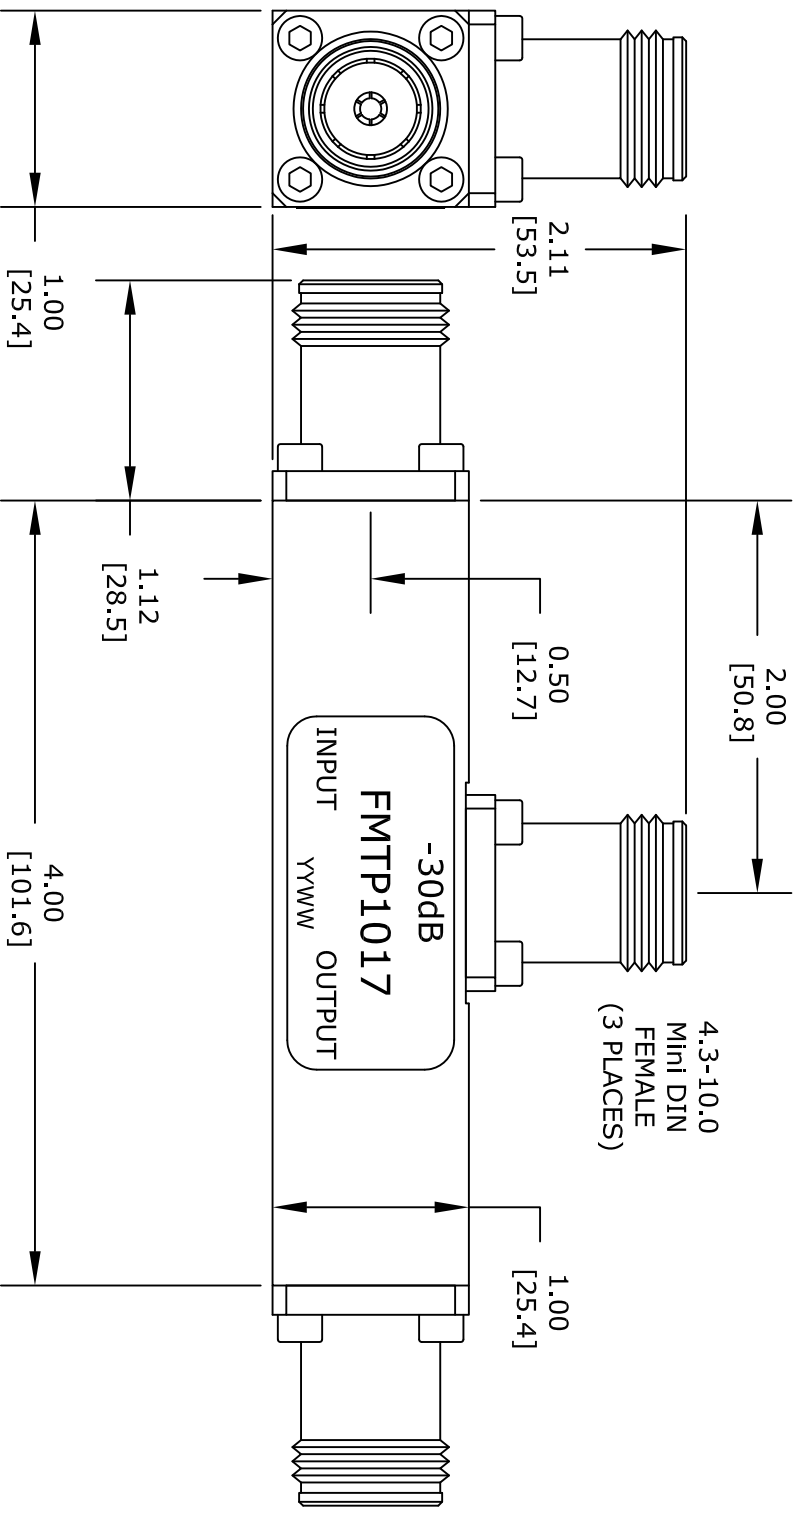 2.00
[50.8]
4.3-10.0
Mini DIN
FEMALE
(3 PLACES)
2.11
[53.5]
0.50
[12.7]
1.00
[25.4]
-30dB
FMTP1017
INPUT
OUTPUT
YYWW
1.12
[28.5]
1.00
[25.4]
4.00
[101.6]